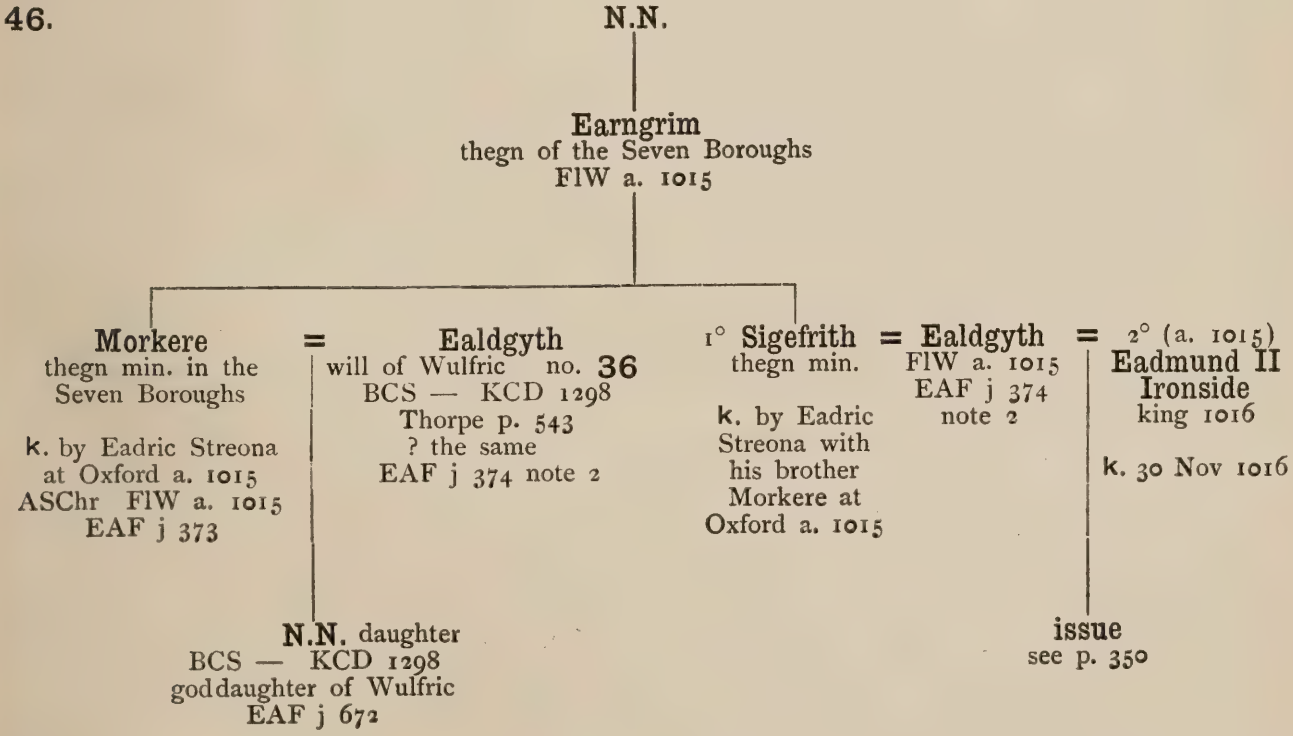 46.
N.N.
Earngrim
thegn of the Seven Boroughs
FlW a. 1015
Morkere
thegn min. in the
Seven Boroughs
k. by Eadric Streona
at Oxford a. 1015
ASChr FlW a. 1015
EAF j 373
=
Ealdgyth
will of Wulfric no. 36
BCS — KCD 1298
Thorpe p. 543
? the same
EAF j 374 note 2
1° Sigefrith
thegn min.
k. by Eadric
Streona with
his brother
Morkere at
Oxford a. 1015
=
Ealdgyth
FlW a. 1015
EAF j 374
note 2
=
2° (a. 1015)
Eadmund II
Ironside
king 1016
k. 30 Nov 1016
N.N. daughter
BCS — KCD 1298
goddaughter of Wulfric
EAF j 672
issue
see p. 350